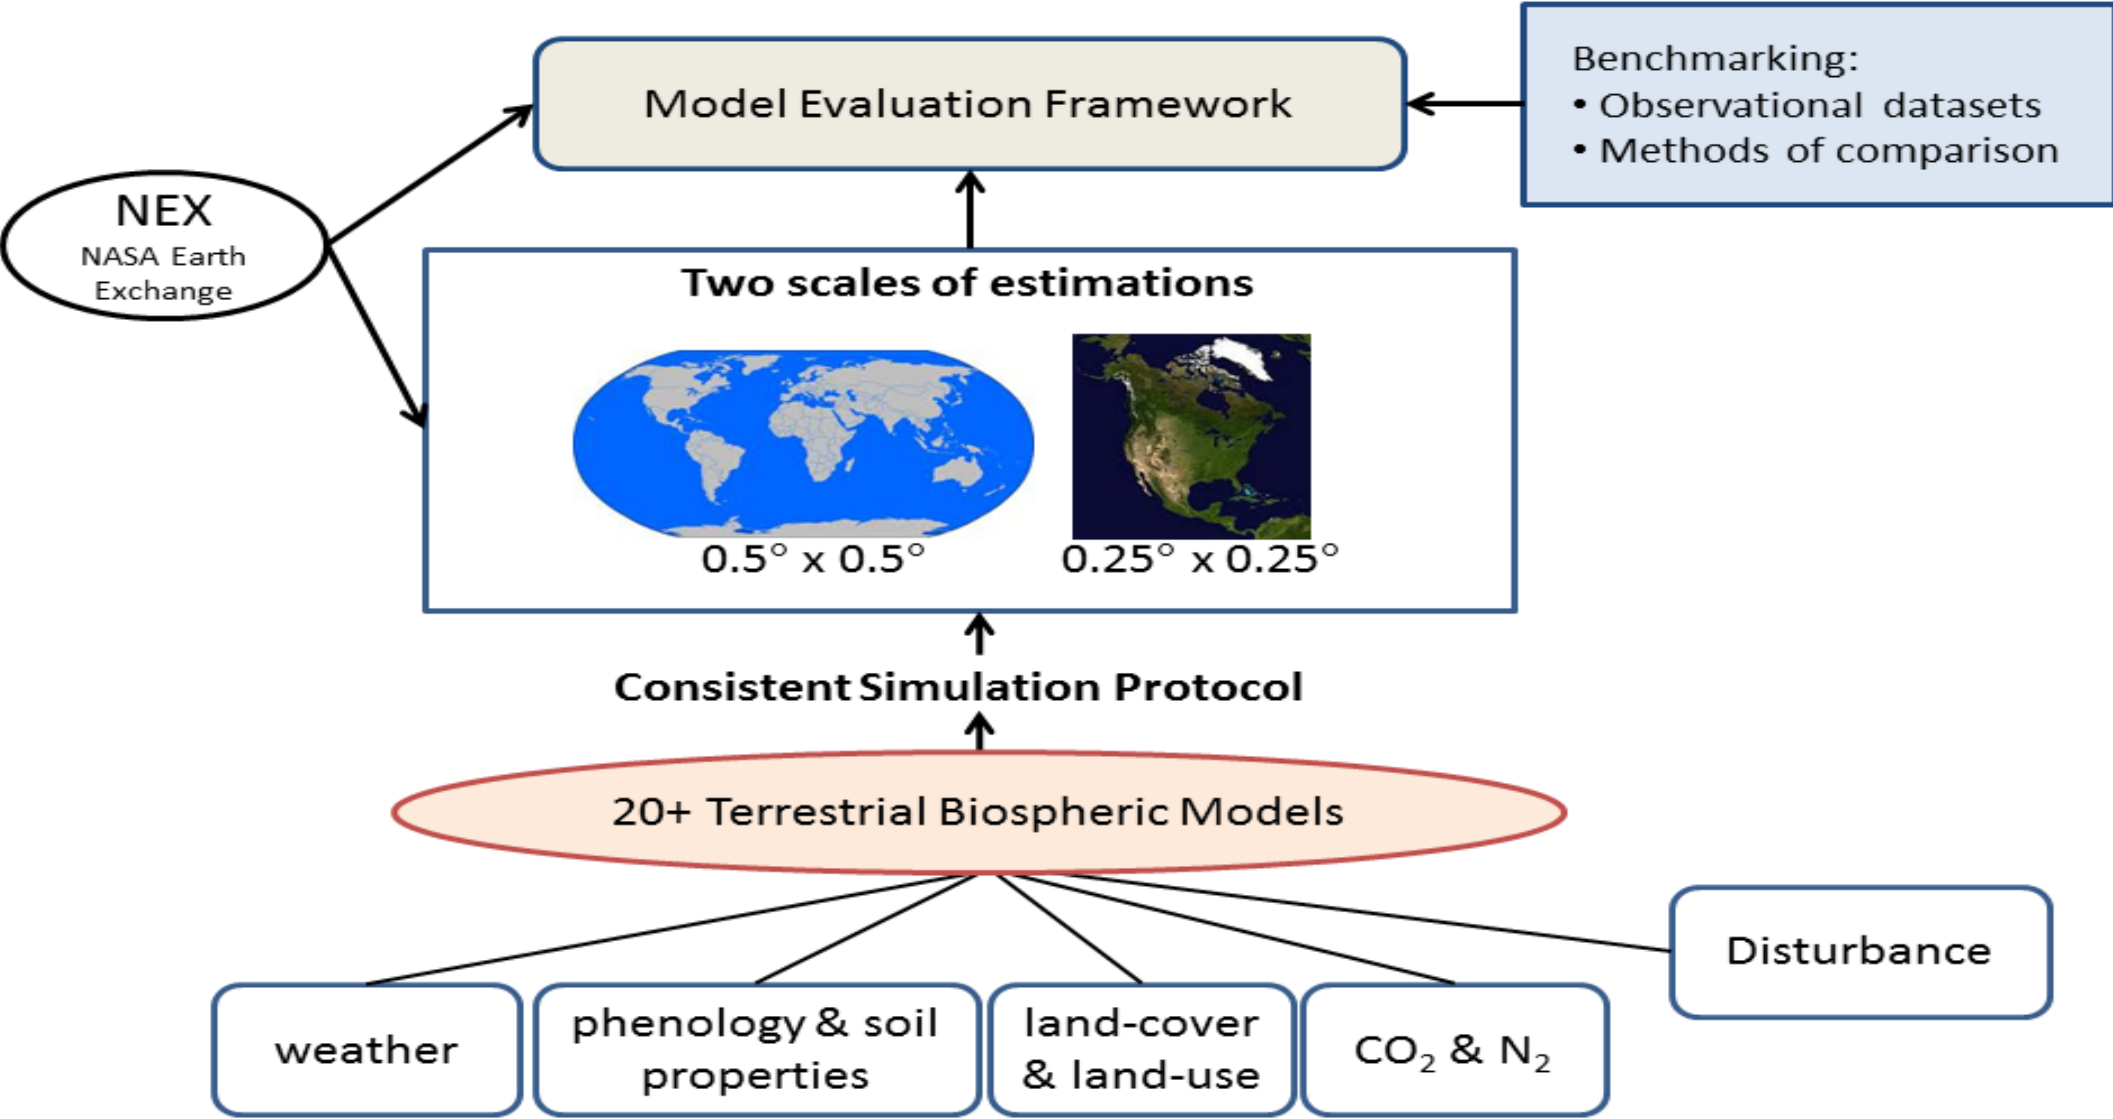 Model Evaluation Framework
Benchmarking:
• Observational datasets
• Methods of comparison
NEX
NASA Earth
Exchange
Two scales of estimations
0.5° x 0.5°
0.25° x 0.25°
Consistent Simulation Protocol
20+ Terrestrial Biospheric Models
Disturbance
weather
phenology & soil
properties
land-cover
& land-use
CO₂ & N₂